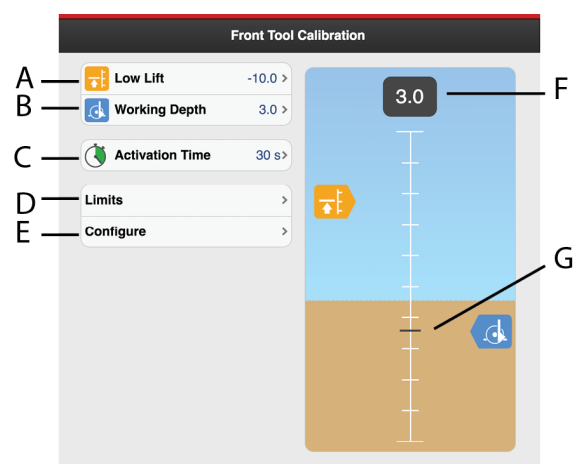 Front Tool Calibration
A
Low Lift -10.0 >
B
Working Depth 3.0 >
C
Activation Time 30 s>
D
Limits >
E
Configure >
3.0
F
G